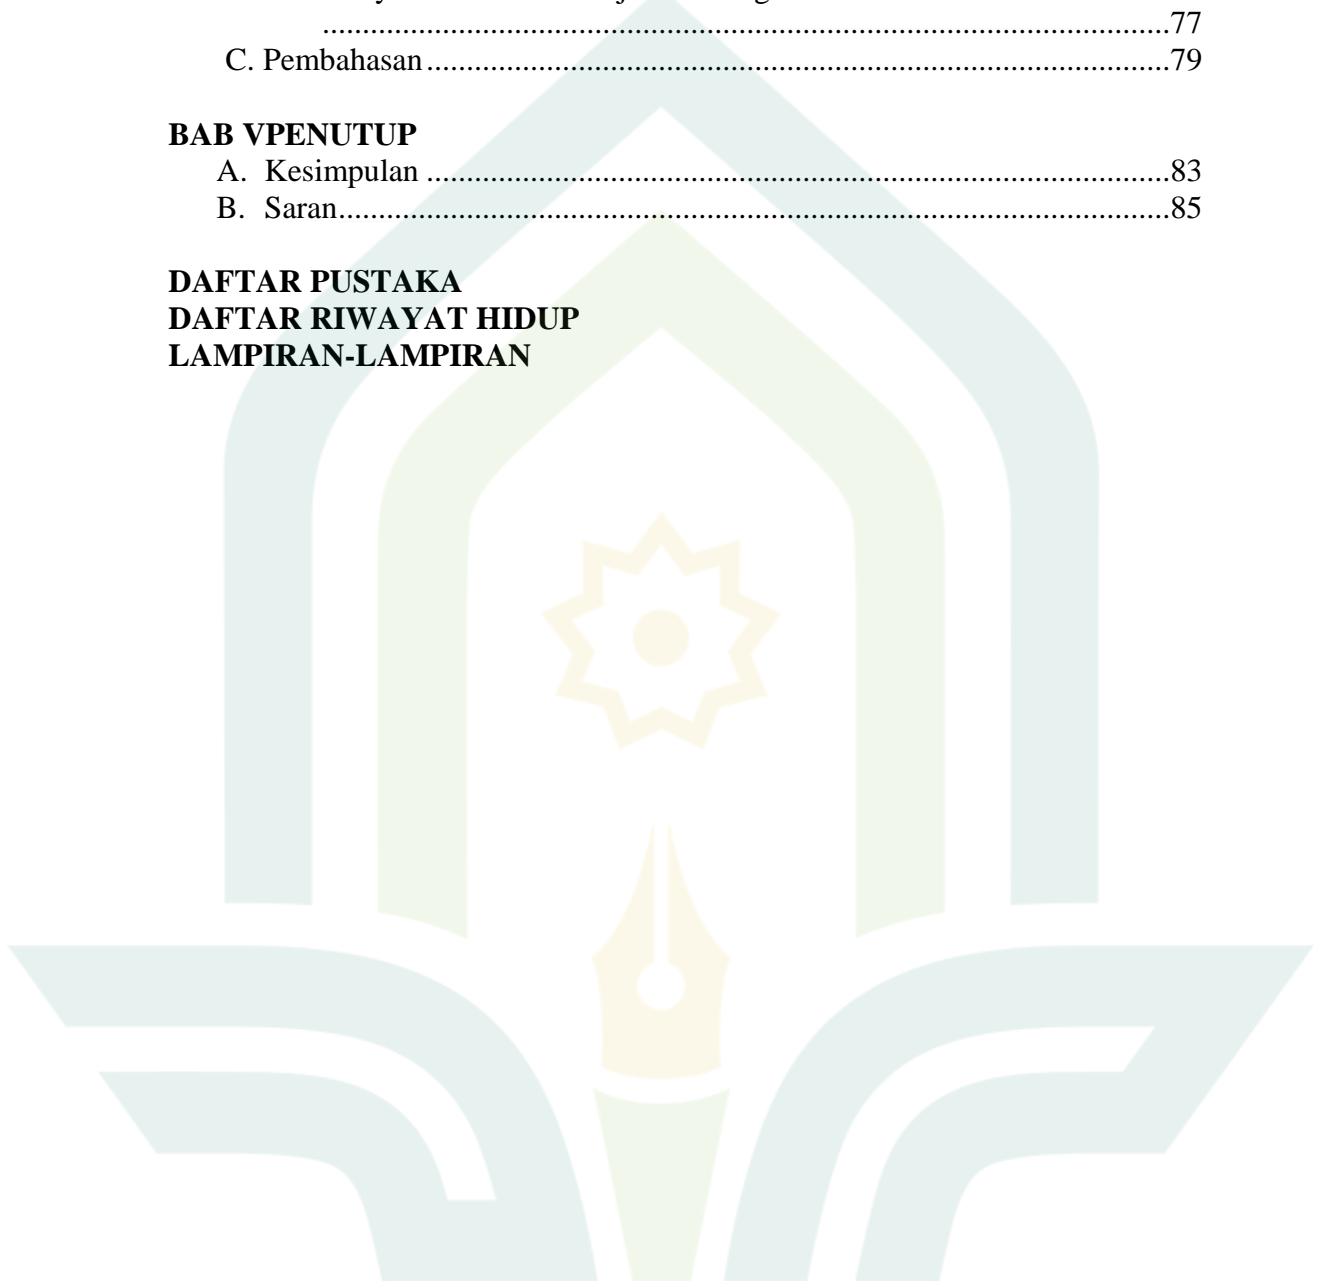 ........................................................................................................77
C. Pembahasan............................................................................................79
BAB VPENUTUP
A. Kesimpulan ............................................................................................83
B. Saran.......................................................................................................85
DAFTAR PUSTAKA
DAFTAR RIWAYAT HIDUP
LAMPIRAN-LAMPIRAN